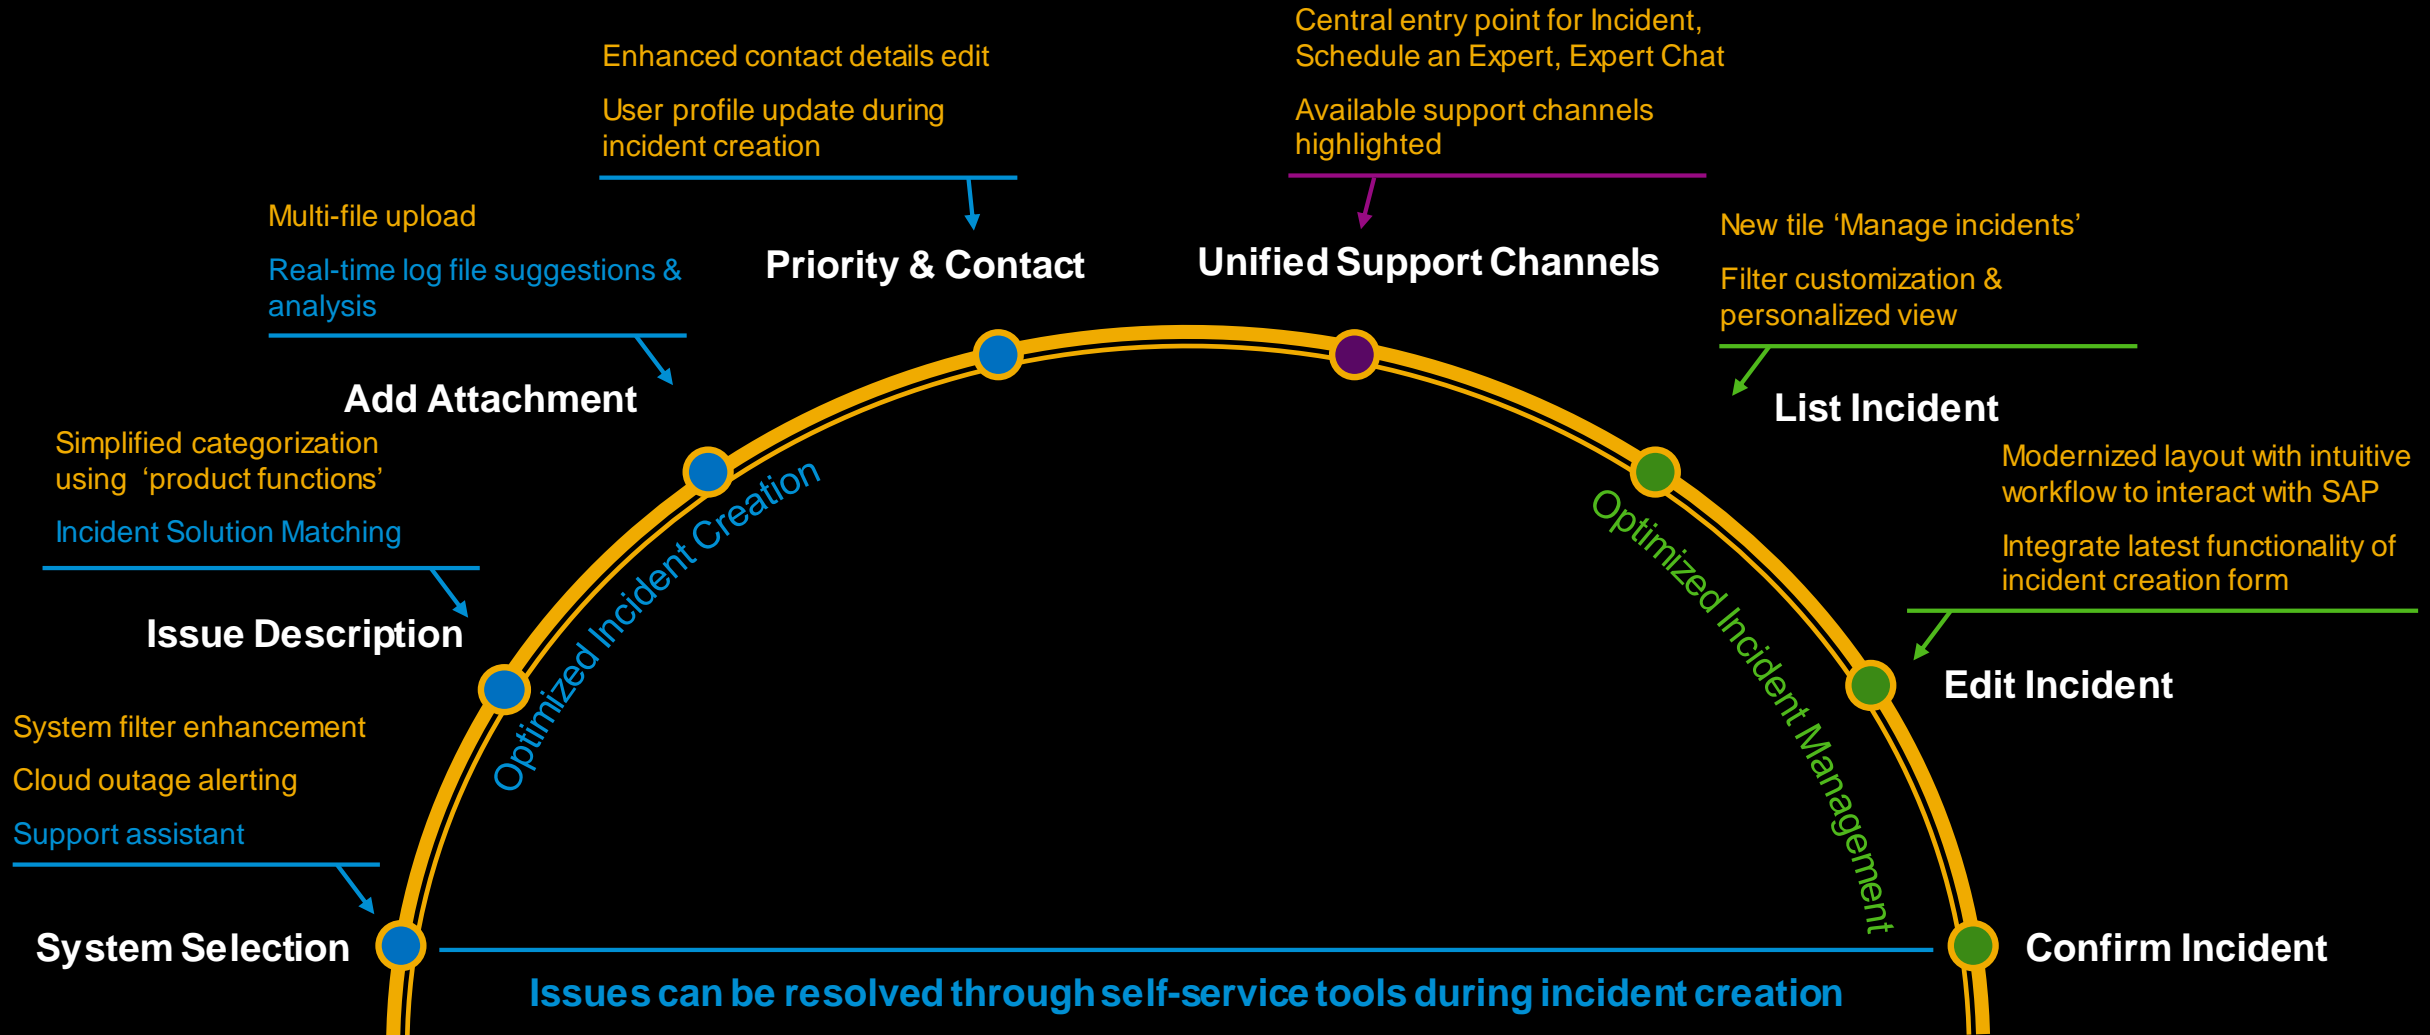 Central entry point for Incident,
Schedule an Expert, Expert Chat
Available support channels
highlighted
Enhanced contact details edit
User profile update during
incident creation
Multi-file upload
Real-time log file suggestions &
analysis
New tile ‘Manage incidents’
Filter customization &
personalized view
Priority & Contact
Unified Support Channels
Add Attachment
List Incident
Simplified categorization
using ‘product functions’
Incident Solution Matching
Modernized layout with intuitive
workflow to interact with SAP
Integrate latest functionality of
incident creation form
Optimized Incident Creation
Optimized Incident Management
Issue Description
Edit Incident
System filter enhancement
Cloud outage alerting
Support assistant
System Selection
Confirm Incident
Issues can be resolved through self-service tools during incident creation